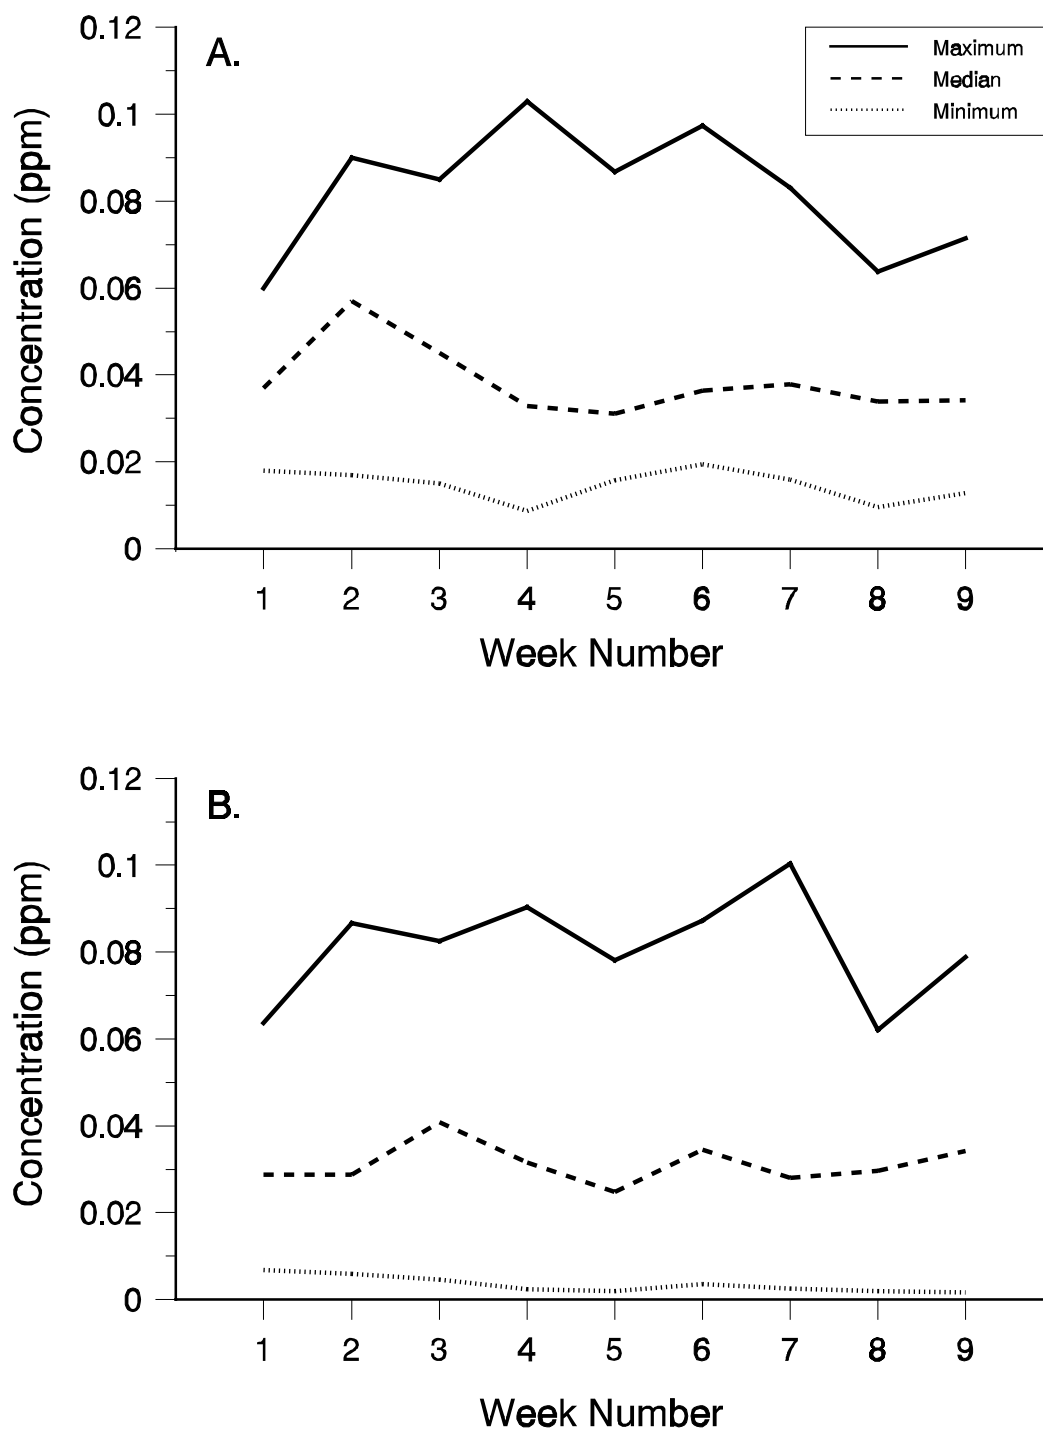 A.
Maximum
Median
Minimum
Concentration (ppm)
0.12
0.1
0.08
0.06
0.04
0.02
0
1 2 3 4 5 6 7 8 9
Week Number
B.
Concentration (ppm)
0.12
0.1
0.08
0.06
0.04
0.02
0
1 2 3 4 5 6 7 8 9
Week Number